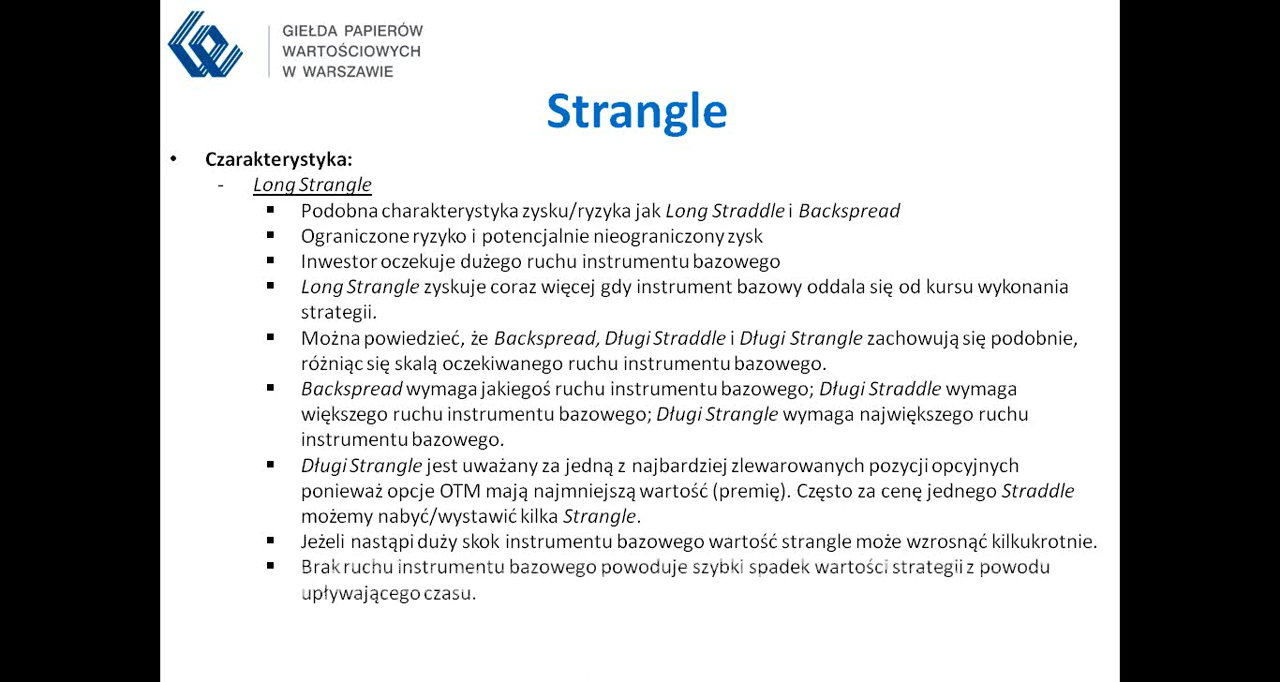 GIEŁDA PAPIERÓW
WARTOŚCIOWYCH
W WARSZAWIE
Strangle
• Czarakterystyka:
- Long Strangle
▪ Podobna charakterystyka zysku/ryzyka jak Long Straddle i Backspread
▪ Ograniczone ryzyko i potencjalnie nieograniczony zysk
▪ Inwestor oczekuje dużego ruchu instrumentu bazowego
▪ Long Strangle zyskuje coraz więcej gdy instrument bazowy oddala się od kursu wykonania
strategii.
▪ Można powiedzieć, że Backspread, Długi Straddle i Długi Strangle zachowują się podobnie,
różniąc się skalą oczekiwanego ruchu instrumentu bazowego.
▪ Backspread wymaga jakiegoś ruchu instrumentu bazowego; Długi Straddle wymaga
większego ruchu instrumentu bazowego; Długi Strangle wymaga największego ruchu
instrumentu bazowego.
▪ Długi Strangle jest uważany za jedną z najbardziej zlewarowanych pozycji opcyjnych
ponieważ opcje OTM mają najmniejszą wartość (premię). Często za cenę jednego Straddle
możemy nabyć/wystawić kilka Strangle.
▪ Jeżeli nastąpi duży skok instrumentu bazowego wartość strangle może wzrosnąć kilkukrotnie.
▪ Brak ruchu instrumentu bazowego powoduje szybki spadek wartości strategii z powodu
upływającego czasu.